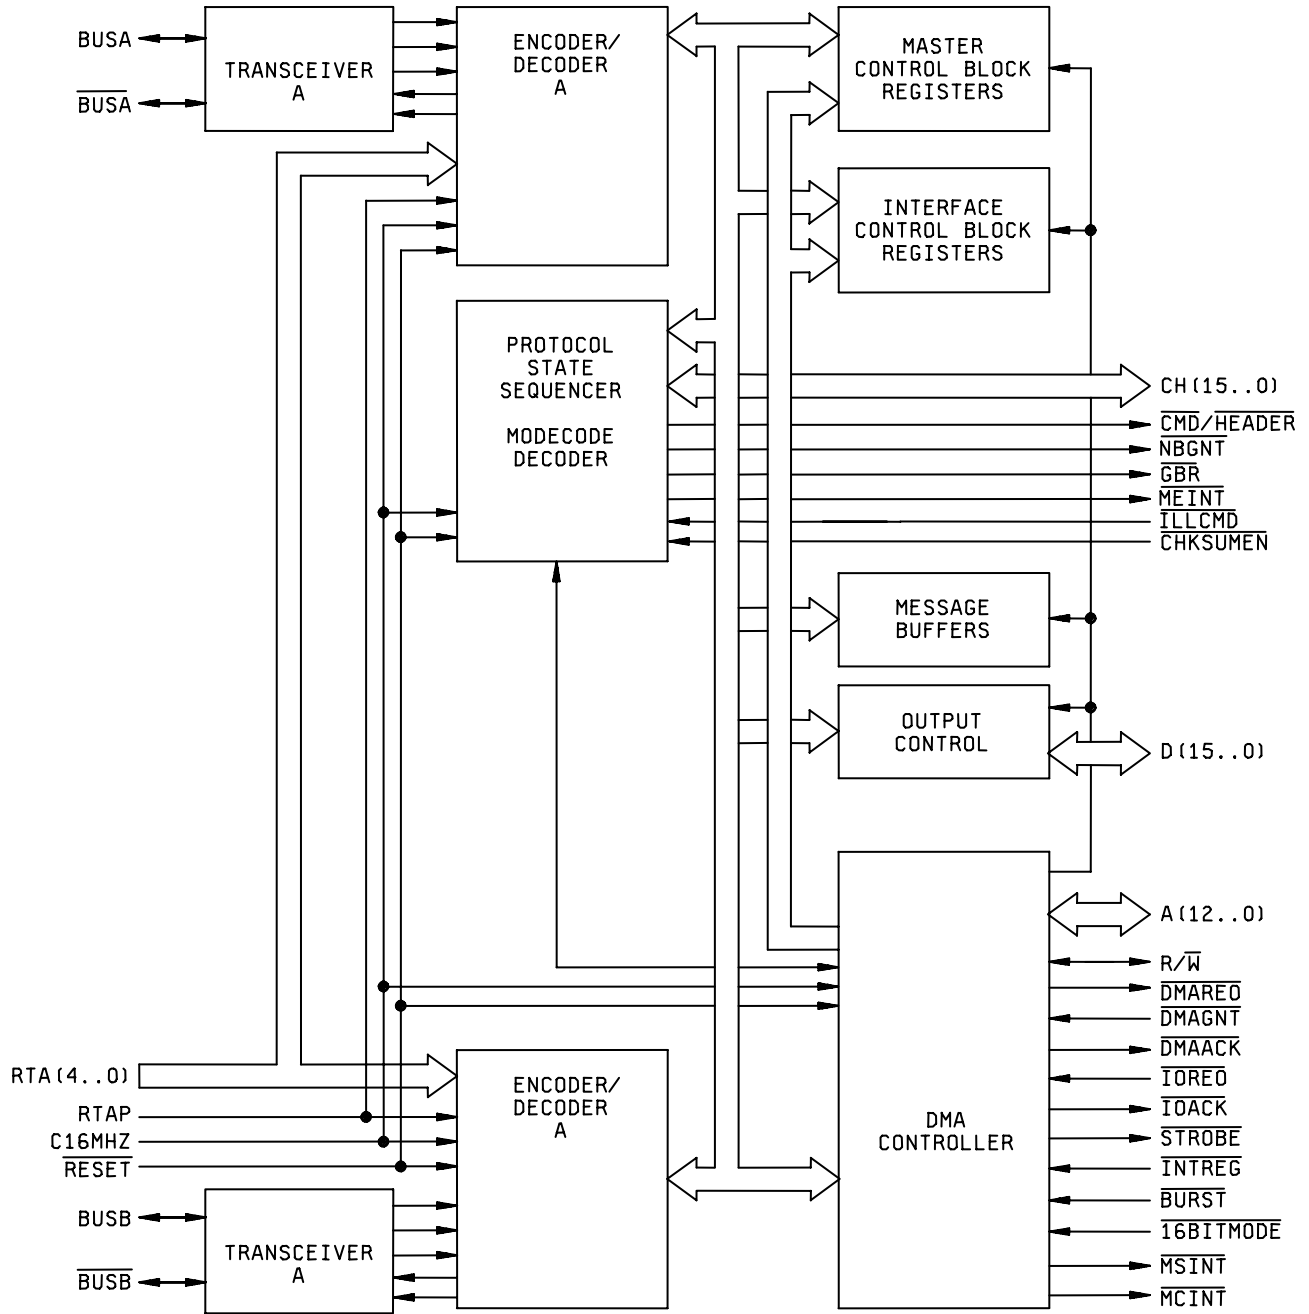 BUSA
BUSA
TRANSCEIVER
A
ENCODER/
DECODER
A
MASTER
CONTROL BLOCK
REGISTERS
INTERFACE
CONTROL BLOCK
REGISTERS
PROTOCOL
STATE
SEQUENCER
MODECODE
DECODER
CH(15..0)
CMD/HEADER
NBGNT
GBR
MEINT
ILLCMD
CHKSUMEN
MESSAGE
BUFFERS
OUTPUT
CONTROL
D(15..0)
A(12..0)
R/W
DMAREO
DMAGNT
DMAACK
IOREO
IOACK
STROBE
INTREG
BURST
16BITMODE
MSINT
MCINT
DMA
CONTROLLER
RTA(4..0)
RTAP
C16MHZ
RESET
ENCODER/
DECODER
A
BUSB
BUSB
TRANSCEIVER
A